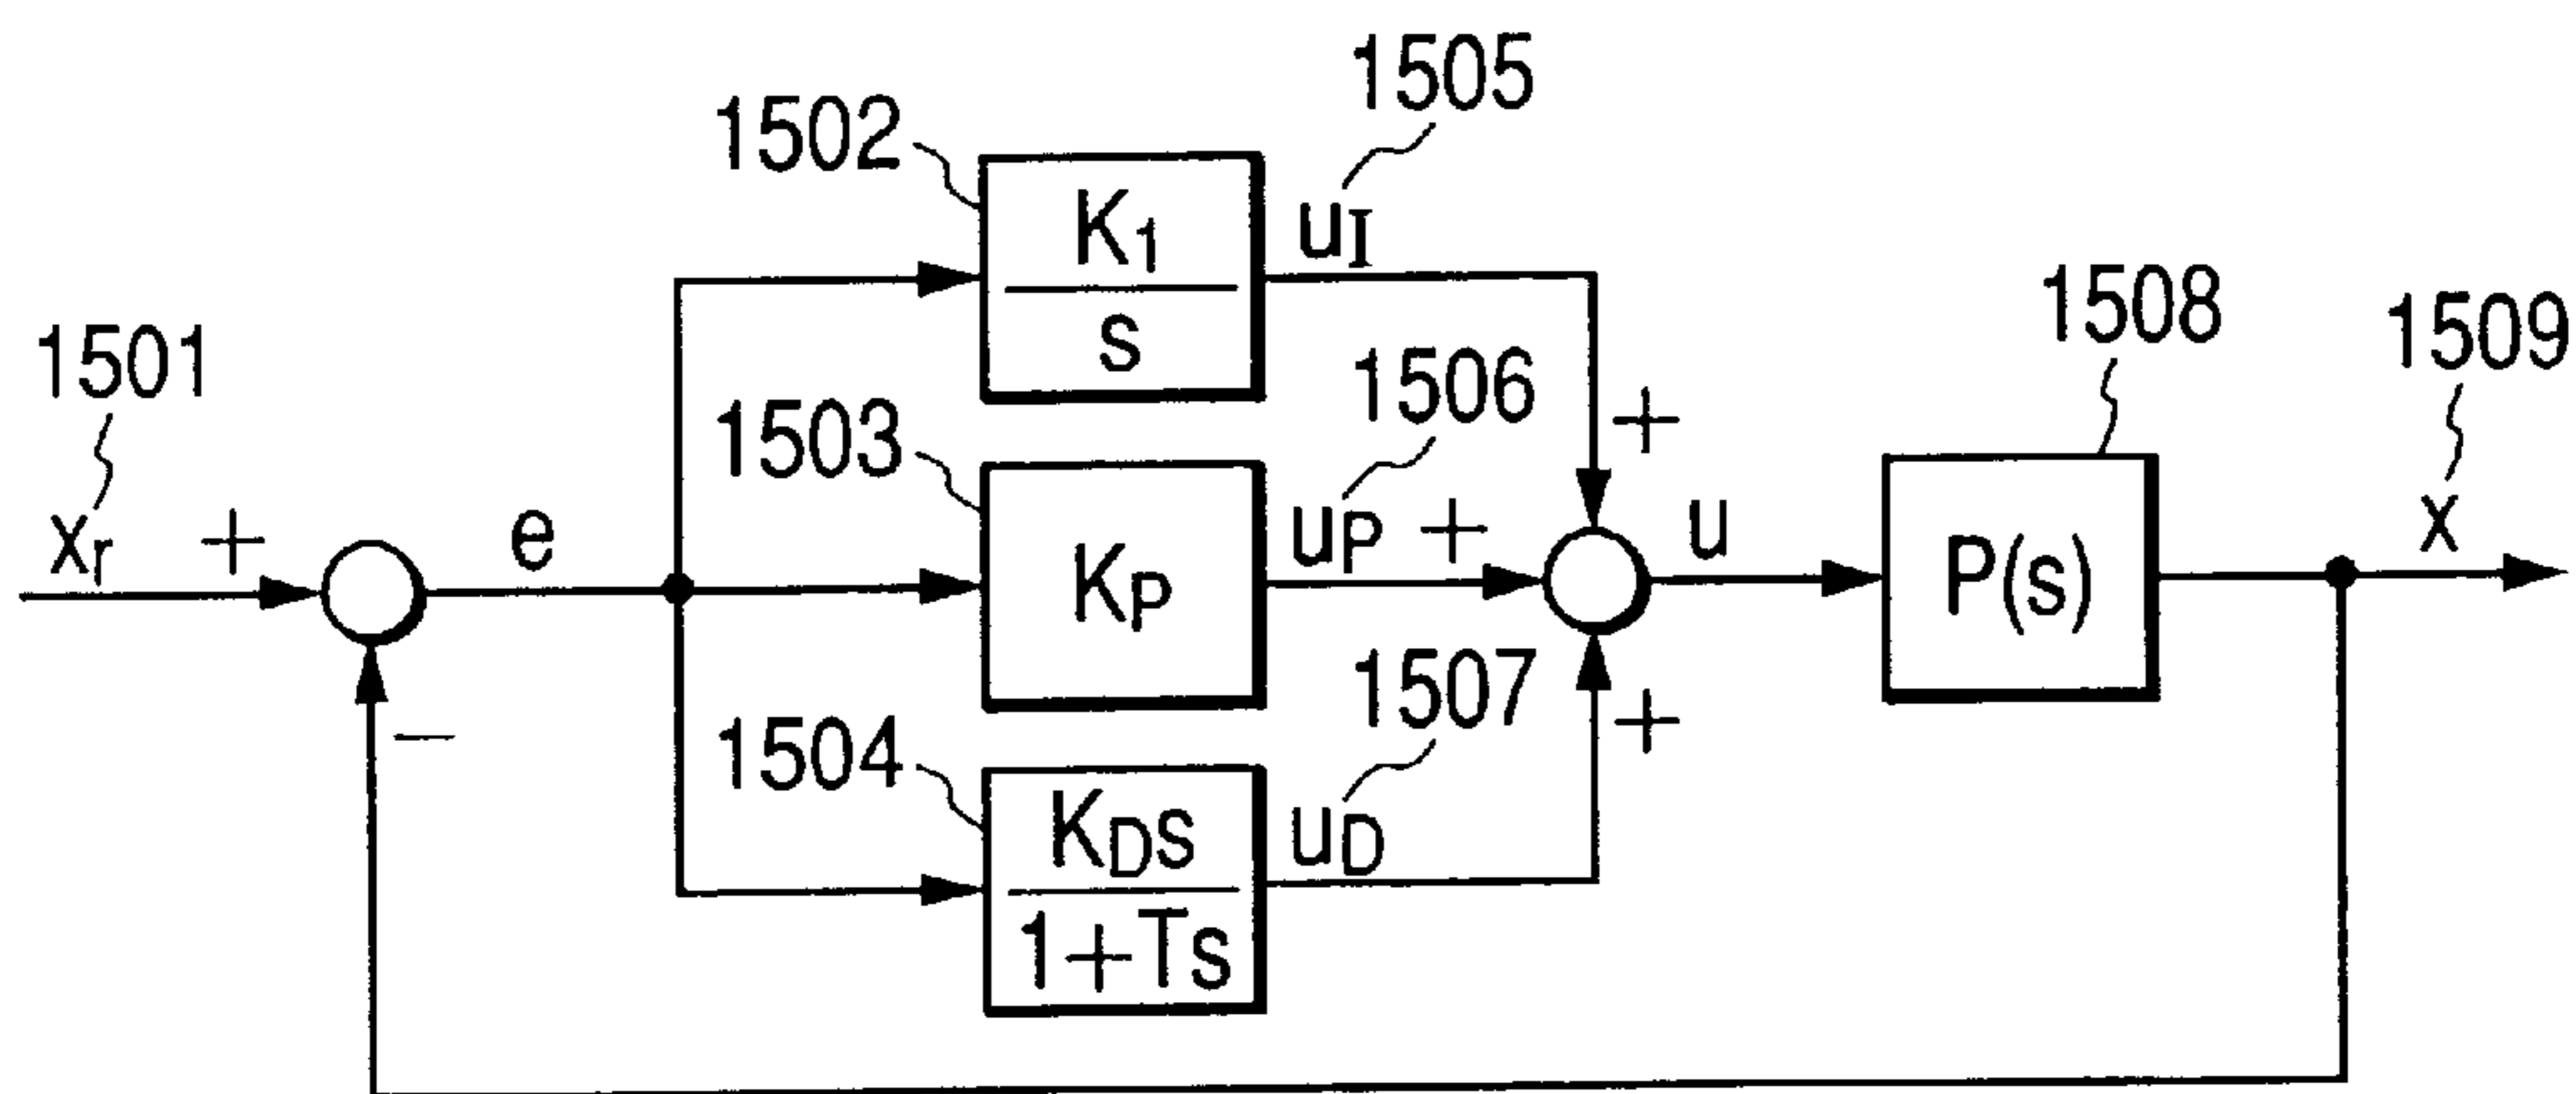 1505
1502
K1
uI
s
1508
1509
1501
1506
1503
xr
+
e
uP
+
+
u
x
KP
P(s)
1507
−
1504
+
KDs
uD
1+Ts